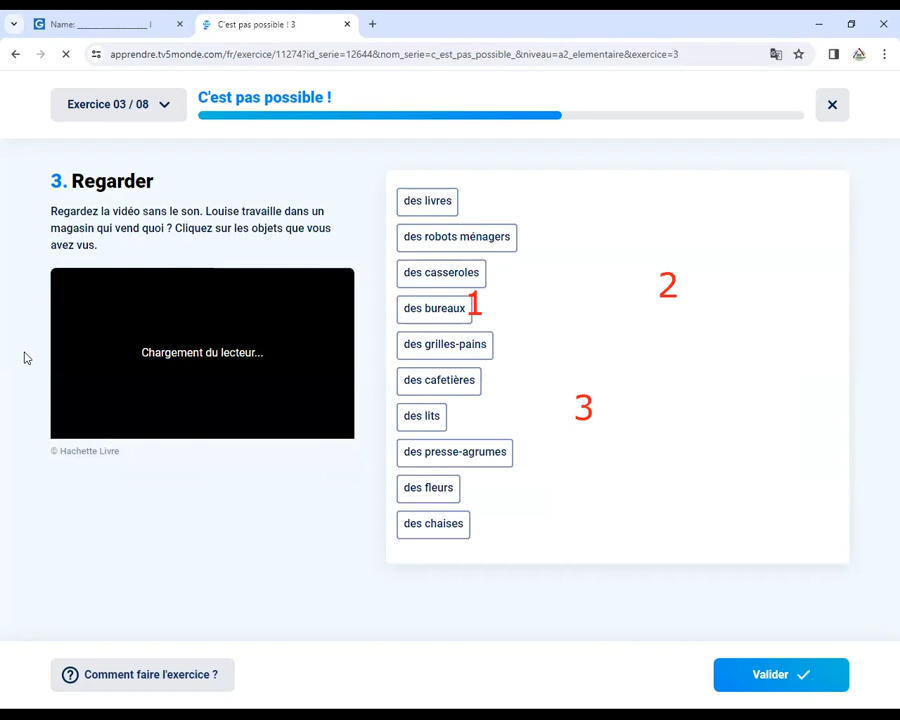 Name: ________________ I
C'est pas possible ! 3
apprendre.tv5monde.com/fr/exercice/11274?id_serie=12644&nom_serie=c_est_pas_possible_&niveau=a2_elementaire&exercice=3
Exercice 03 / 08
C'est pas possible !
3. Regarder
Regardez la vidéo sans le son. Louise travaille dans un
magasin qui vend quoi ? Cliquez sur les objets que vous
avez vus.
Chargement du lecteur...
© Hachette Livre
des livres
des robots ménagers
des casseroles
des bureaux
des grilles-pains
des cafetières
des lits
des presse-agrumes
des fleurs
des chaises
1
2
3
Comment faire l'exercice ?
Valider